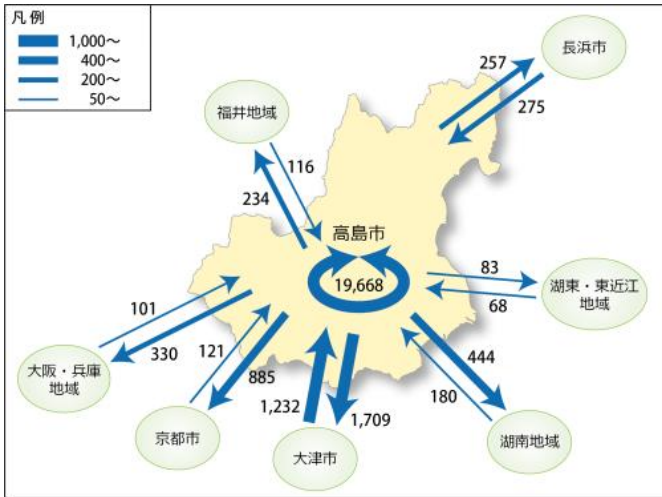 凡例
1,000～
400～
200～
50～
長浜市
257
275
福井地域
116
234
高島市
19,668
83
68
湖東・東近江
地域
101
330
大阪・兵庫
地域
121
885
京都市
1,232
1,709
大津市
444
180
湖南地域